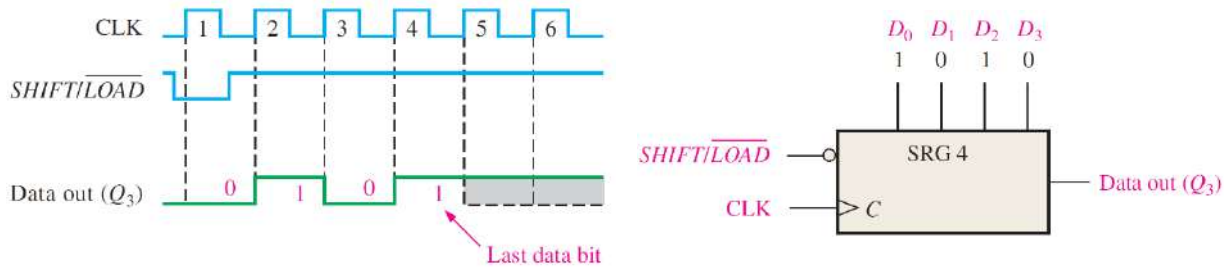 CLK 1 2 3 4 5 6
SHIFT/LOAD
Data out (Q3) 0 1 0 1
Last data bit
D0 D1 D2 D3
1 0 1 0
SHIFT/LOAD
SRG 4
Data out (Q3)
CLK
C